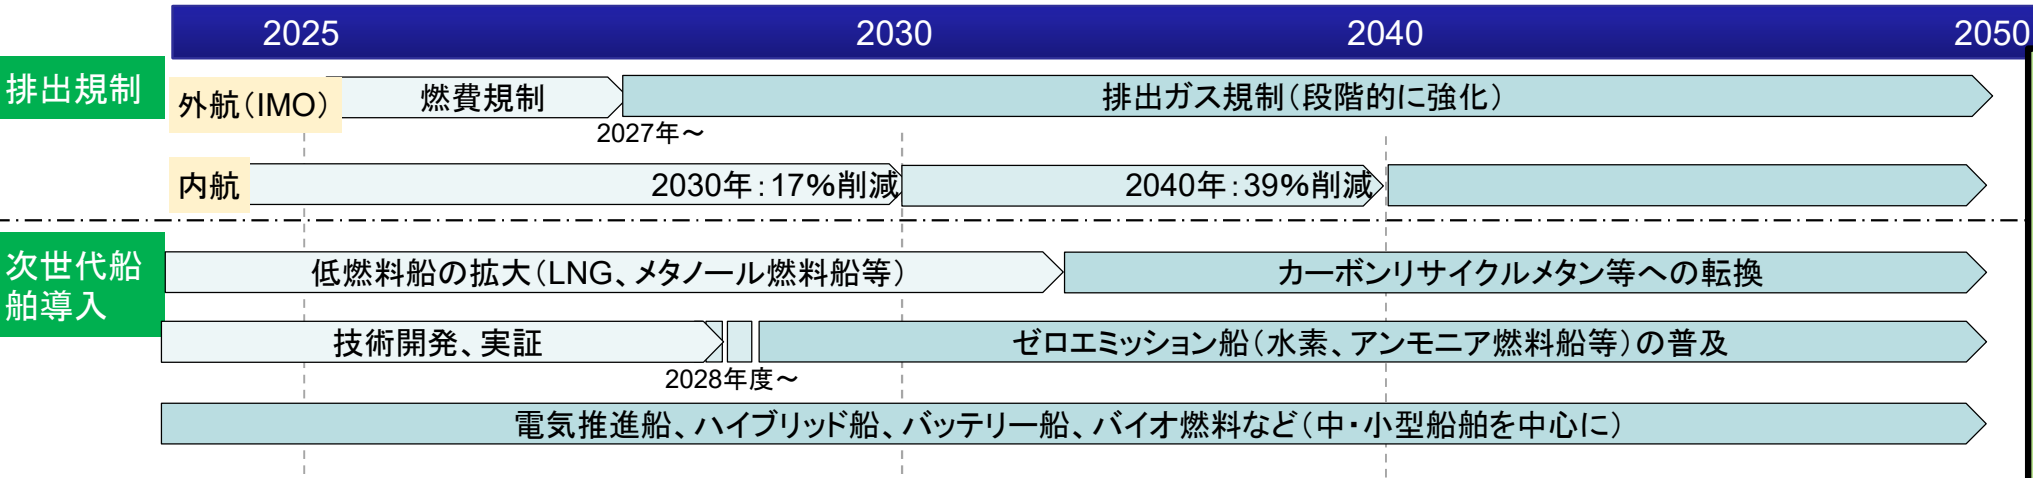 2025
2030
2040
2050
排出規制
外航（IMO）
燃費規制
排出ガス規制（段階的に強化）
2027年～
内航
2030年：17%削減
2040年：39%削減
次世代船
舶導入
低燃料船の拡大（LNG、メタノール燃料船等）
カーボンリサイクルメタン等への転換
技術開発、実証
ゼロエミッション船（水素、アンモニア燃料船等）の普及
2028年度～
電気推進船、ハイブリッド船、バッテリー船、バイオ燃料など（中・小型船舶を中心に）